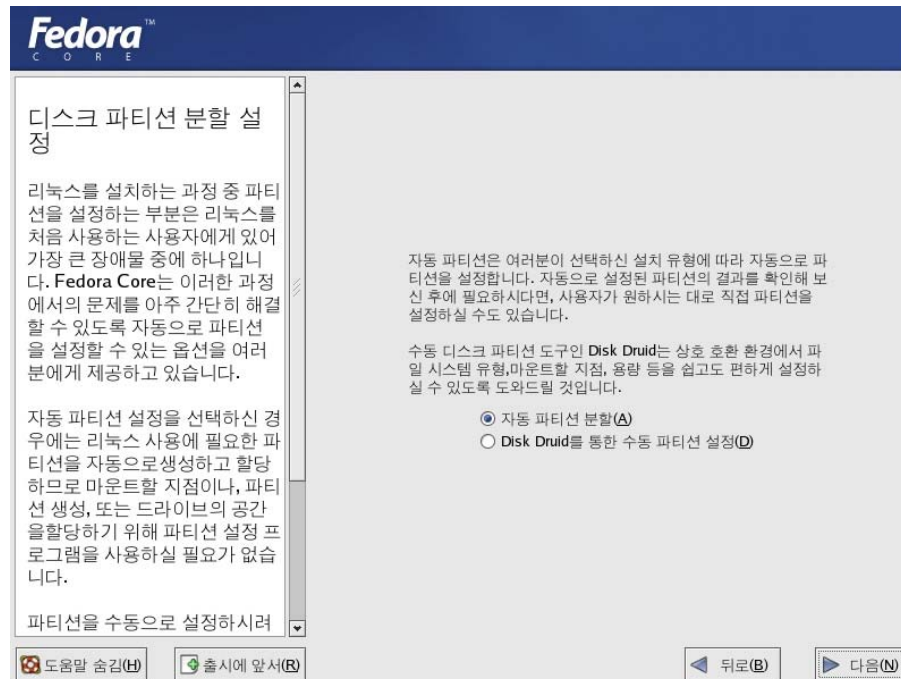 Fedora™
CORE
디스크 파티션 분할 설
정
리눅스를 설치하는 과정 중 파티
션을 설정하는 부분은 리눅스를
처음 사용하는 사용자에게 있어
가장 큰 장애물 중에 하나입니
다. Fedora Core는 이러한 과정
에서의 문제를 아주 간단히 해결
할 수 있도록 자동으로 파티션
을 설정할 수 있는 옵션을 여러
분에게 제공하고 있습니다.
자동 파티션 설정을 선택하신 경
우에는 리눅스 사용에 필요한 파
티션을 자동으로생성하고 할당
하므로 마운트할 지점이나, 파티
션 생성, 또는 드라이브의 공간
을할당하기 위해 파티션 설정 프
로그램을 사용하실 필요가 없습
니다.
파티션을 수동으로 설정하시려
자동 파티션은 여러분이 선택하신 설치 유형에 따라 자동으로 파
티션을 설정합니다. 자동으로 설정된 파티션의 결과를 확인해 보
신 후에 필요하시다면, 사용자가 원하시는 대로 직접 파티션을
설정하실 수도 있습니다.
수동 디스크 파티션 도구인 Disk Druid는 상호 호환 환경에서 파
일 시스템 유형,마운트할 지점, 용량 등을 쉽고도 편하게 설정하
실 수 있도록 도와드릴 것입니다.
자동 파티션 분할(A)
Disk Druid를 통한 수동 파티션 설정(D)
도움말 숨김(H)
출시에 앞서(R)
뒤로(B)
다음(N)